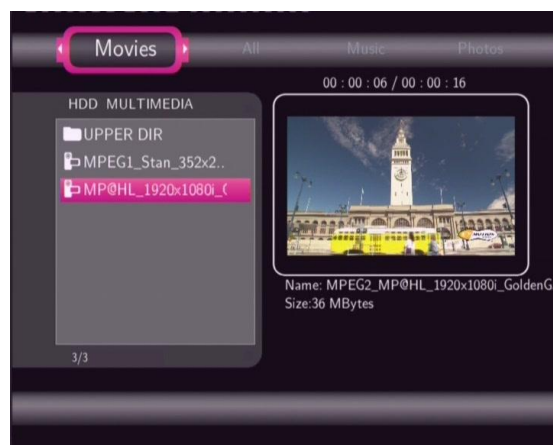 Movies
All
Music
Photos
00 : 00 : 06 / 00 : 00 : 16
HDD MULTIMEDIA
UPPER DIR
MPEG1_Stan_352x2..
MP@HL_1920x1080i_(
Name: MPEG2_MP@HL_1920x1080i_GoldenG
Size:36 MBytes
3/3